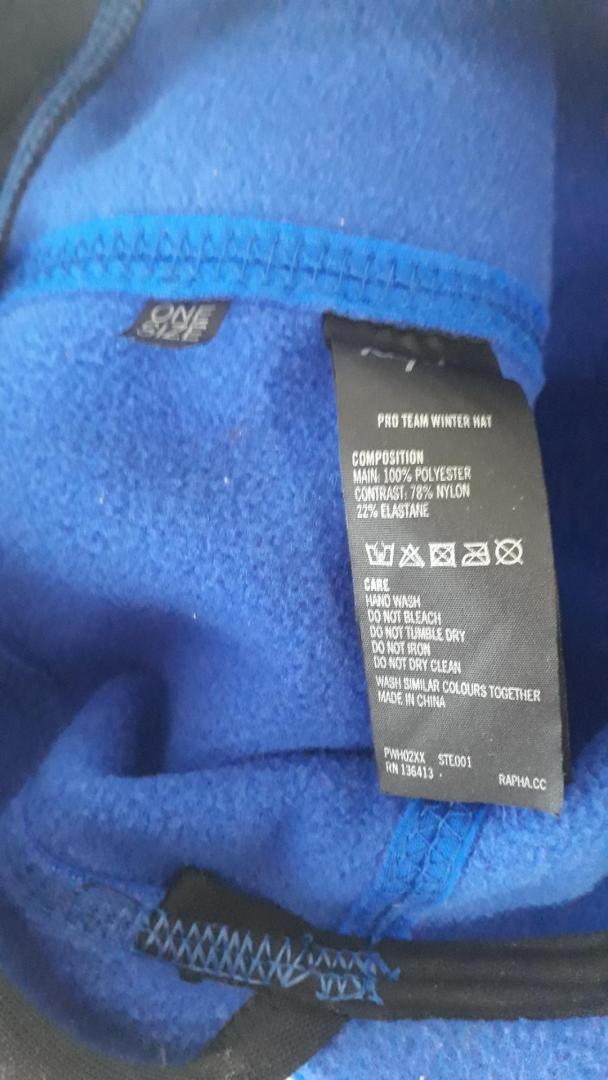 ONE
SIZE
PRO TEAM WINTER HAT
COMPOSITION
MAIN: 100% POLYESTER
CONTRAST: 78% NYLON
22% ELASTANE
CARE
HAND WASH
DO NOT BLEACH
DO NOT TUMBLE DRY
DO NOT IRON
DO NOT DRY CLEAN
WASH SIMILAR COLOURS TOGETHER
MADE IN CHINA
PWH02XX STE001
RN 136413
RAPHA.CC